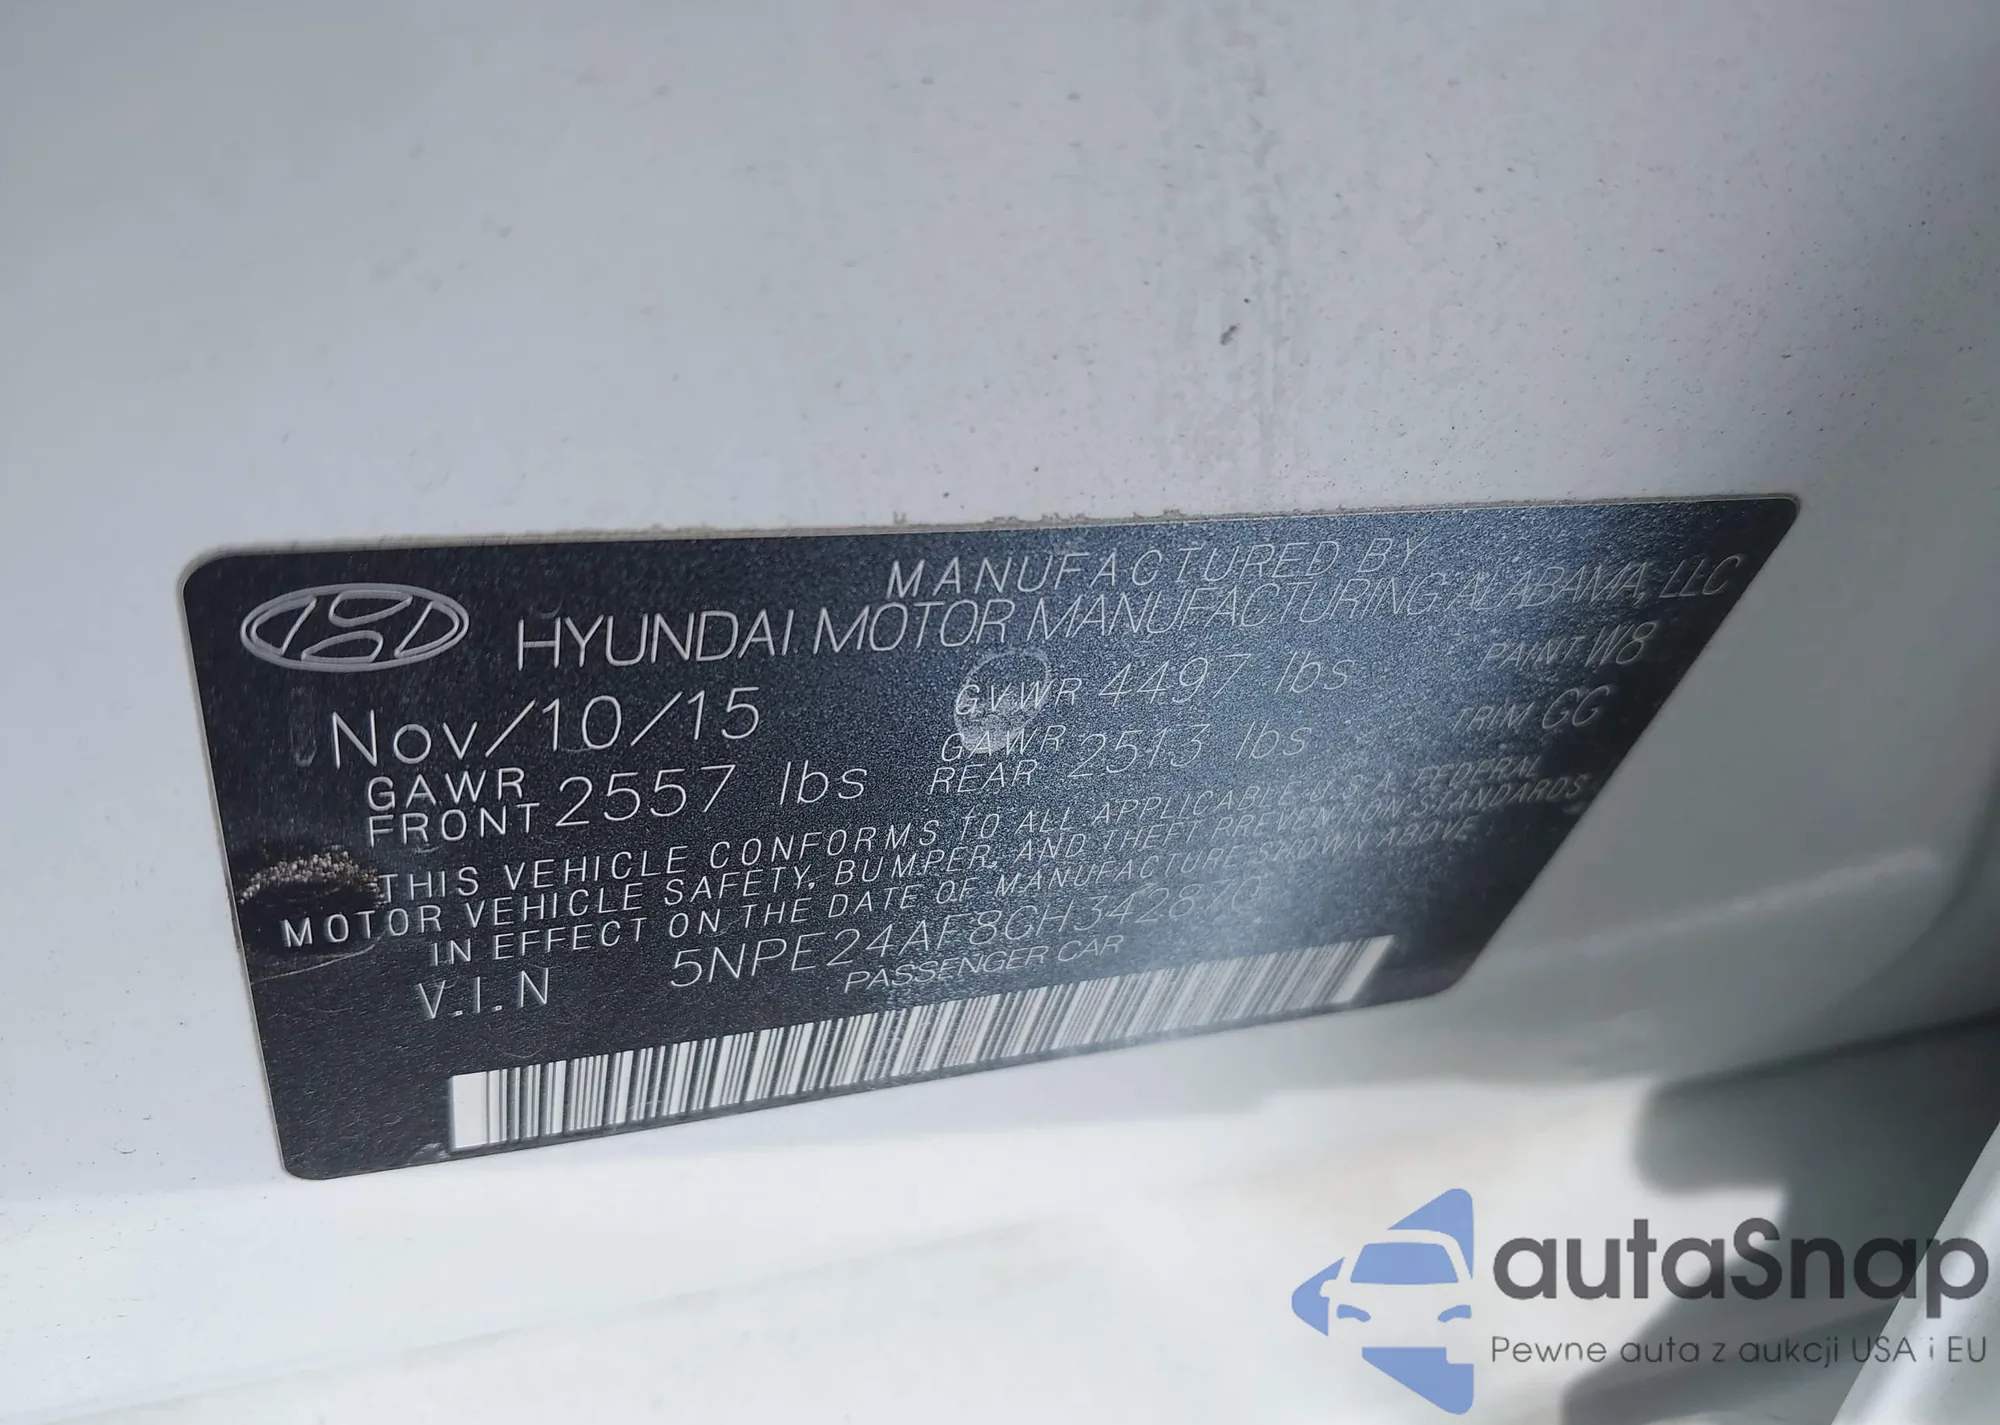 MANUFACTURED BY
HYUNDAI MOTOR MANUFACTURING ALABAMA, LLC
Nov/10/15 G.V.WR 4497 lbs PAINT W8
GAWR FRONT 2557 lbs GAWR REAR 2513 lbs TRIM GG
THIS VEHICLE CONFORMS TO ALL APPLICABLE U.S.A. FEDERAL
MOTOR VEHICLE SAFETY, BUMPER, AND THEFT PREVENTION STANDARDS
IN EFFECT ON THE DATE OF MANUFACTURE SHOWN ABOVE
V.I.N 5NPE24AF8GH342870
PASSENGER CAR
autaSnap
Pewne auta z aukcji USA i EU